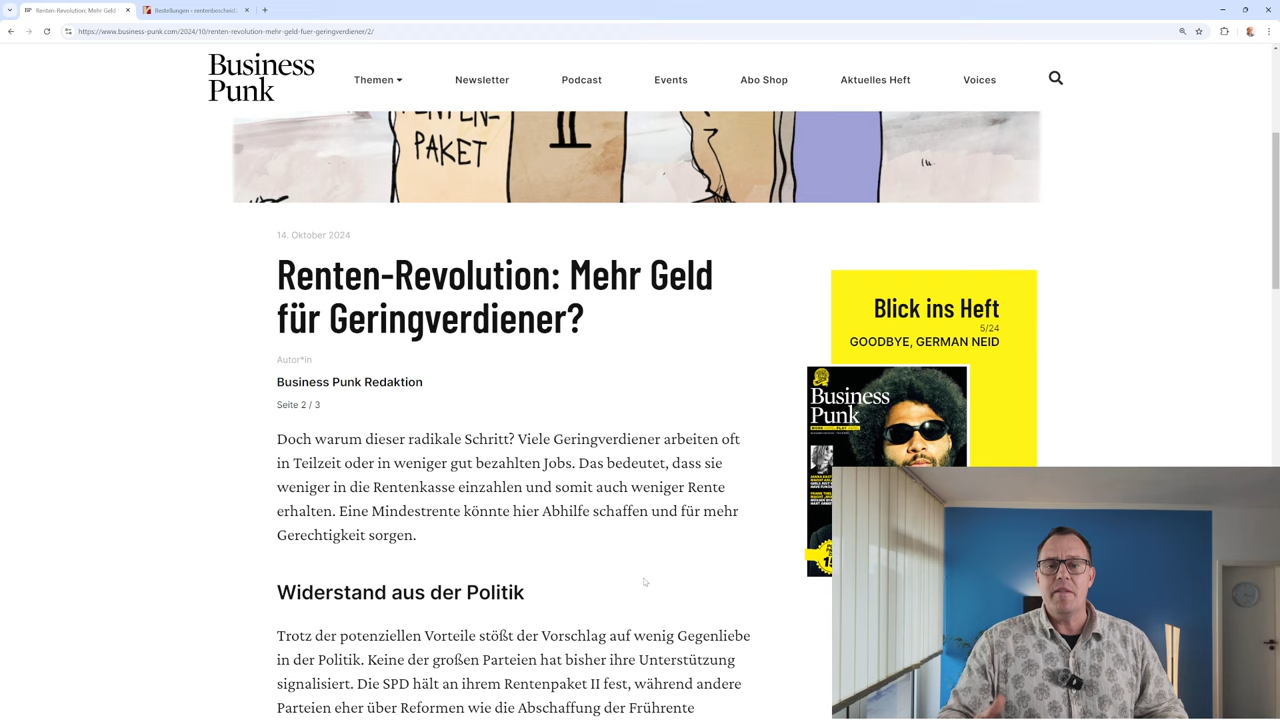 Renten-Revolution: Mehr Geld
Bestellungen ‹ rentenbescheid
https://www.business-punk.com/2024/10/renten-revolution-mehr-geld-fuer-geringverdiener/2/
Business
Punk
Themen
Newsletter
Podcast
Events
Abo Shop
Aktuelles Heft
Voices
RENTEN-
PAKET
II
14. Oktober 2024
Renten-Revolution: Mehr Geld
für Geringverdiener?
Autor*in
Business Punk Redaktion
Seite 2 / 3
Doch warum dieser radikale Schritt? Viele Geringverdiener arbeiten oft
in Teilzeit oder in weniger gut bezahlten Jobs. Das bedeutet, dass sie
weniger in die Rentenkasse einzahlen und somit auch weniger Rente
erhalten. Eine Mindestrente könnte hier Abhilfe schaffen und für mehr
Gerechtigkeit sorgen.
Widerstand aus der Politik
Trotz der potenziellen Vorteile stößt der Vorschlag auf wenig Gegenliebe
in der Politik. Keine der großen Parteien hat bisher ihre Unterstützung
signalisiert. Die SPD hält an ihrem Rentenpaket II fest, während andere
Parteien eher über Reformen wie die Abschaffung der Frührente
Blick ins Heft
5/24
GOODBYE, GERMAN NEID
Business
Punk